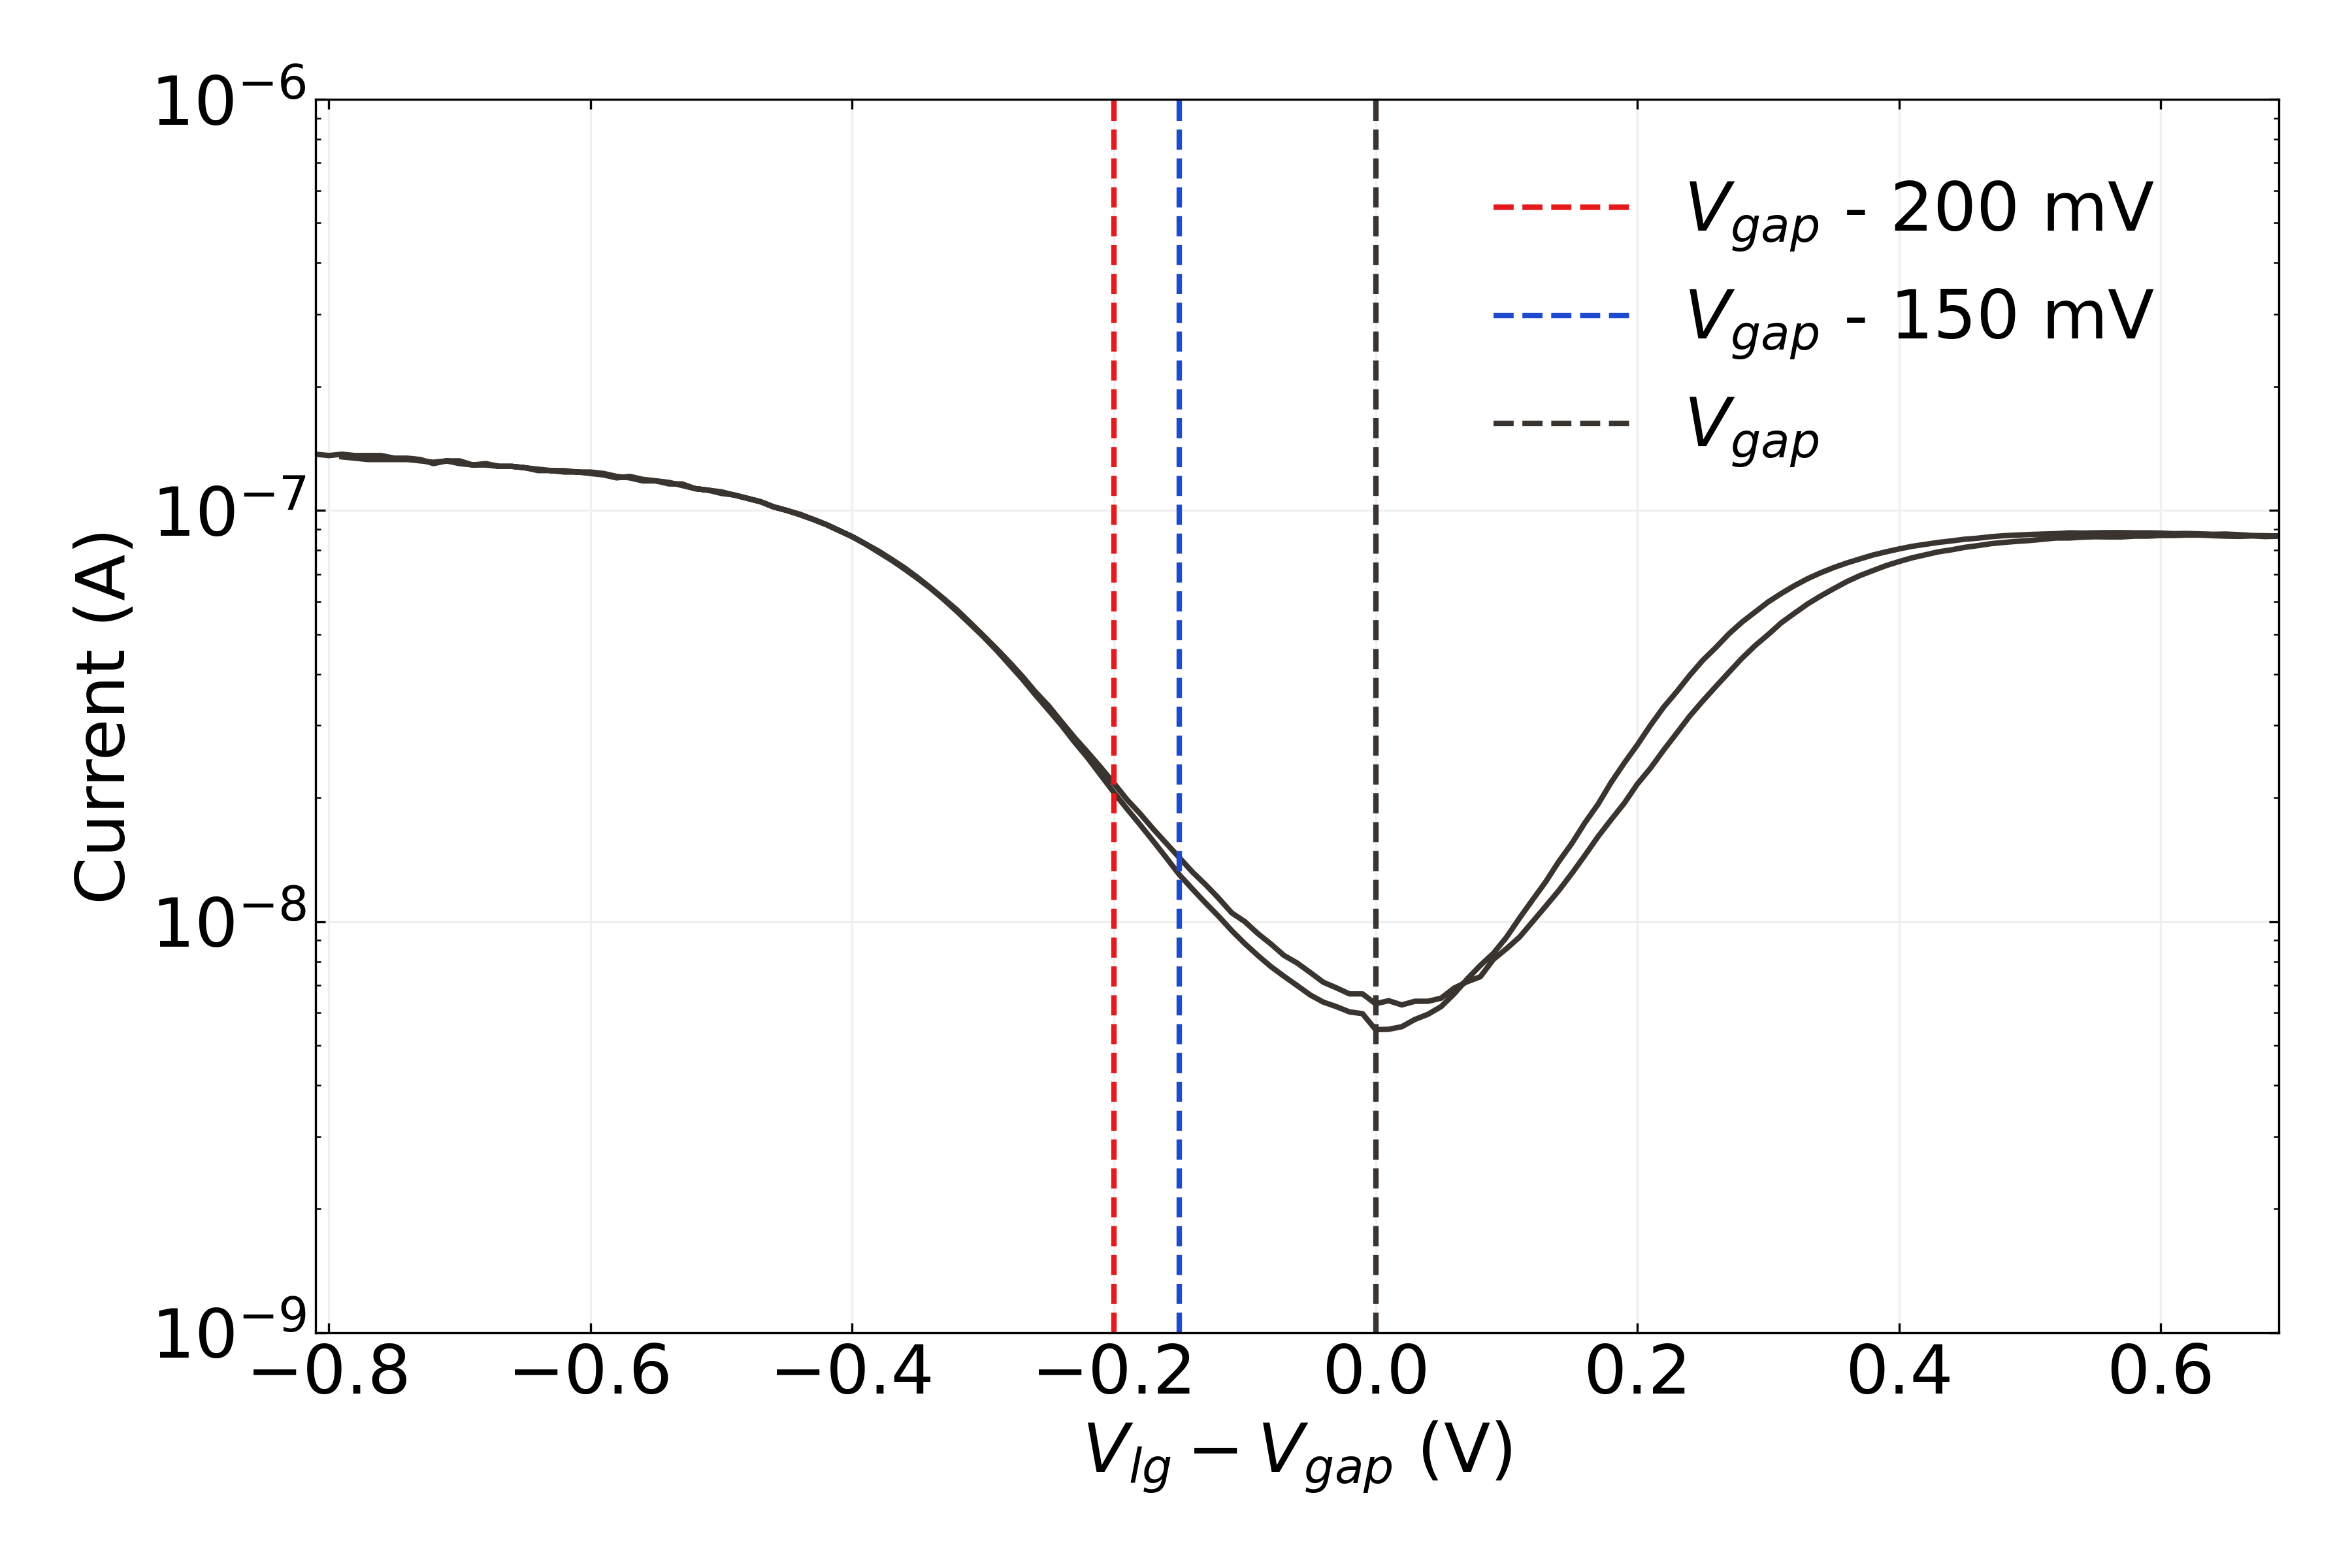 10⁻⁶
10⁻⁷
10⁻⁸
10⁻⁹
Current (A)
V_gap - 200 mV
V_gap - 150 mV
V_gap
−0.8 −0.6 −0.4 −0.2 0.0 0.2 0.4 0.6
V_lg − V_gap (V)